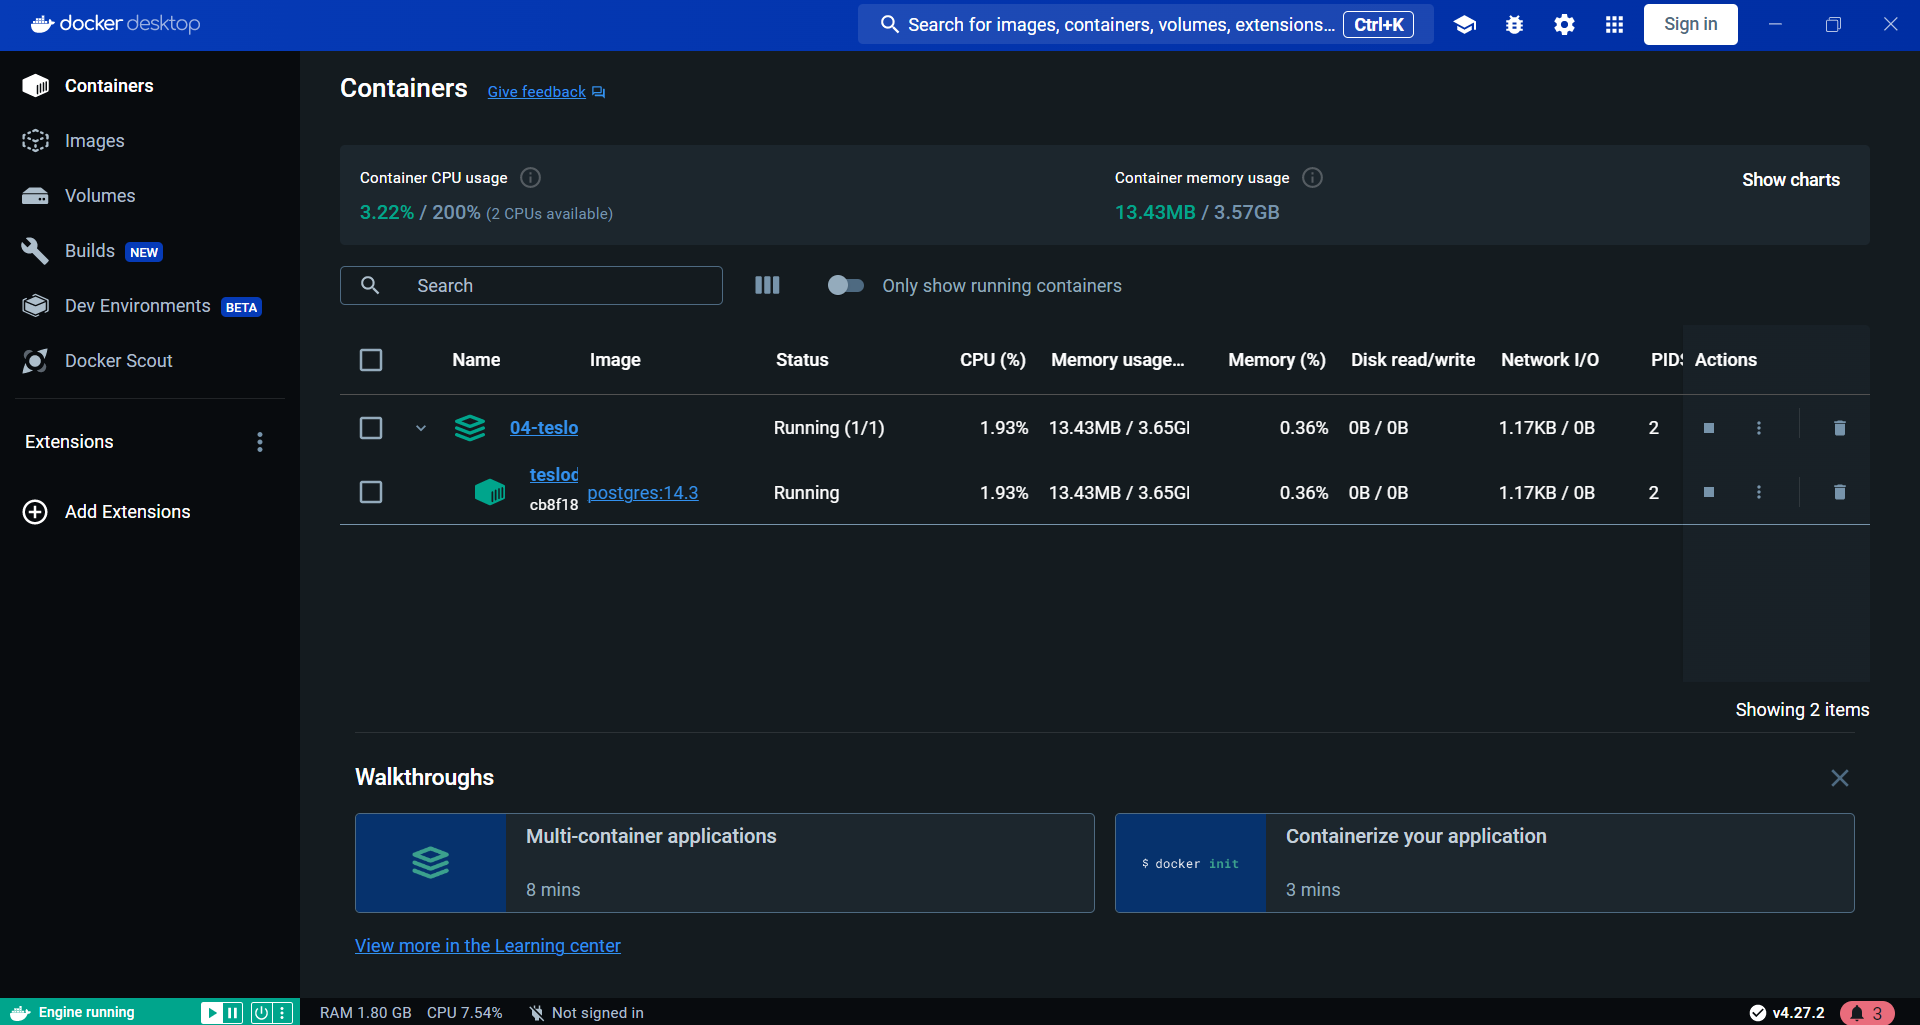 docker desktop
Search for images, containers, volumes, extensions... Ctrl+K
Sign in
Containers
Images
Volumes
Builds NEW
Dev Environments BETA
Docker Scout
Extensions
Add Extensions
Containers Give feedback
Container CPU usage
3.22% / 200% (2 CPUs available)
Container memory usage
13.43MB / 3.57GB
Show charts
Search
Only show running containers
Name Image Status CPU (%) Memory usage... Memory (%) Disk read/write Network I/O PIDS Actions
04-teslo Running (1/1) 1.93% 13.43MB / 3.65GI 0.36% 0B / 0B 1.17KB / 0B 2
teslod
cb8f18
postgres:14.3 Running 1.93% 13.43MB / 3.65GI 0.36% 0B / 0B 1.17KB / 0B 2
Showing 2 items
Walkthroughs
Multi-container applications
8 mins
$ docker init
Containerize your application
3 mins
View more in the Learning center
Engine running
RAM 1.80 GB CPU 7.54% Not signed in
v4.27.2
3